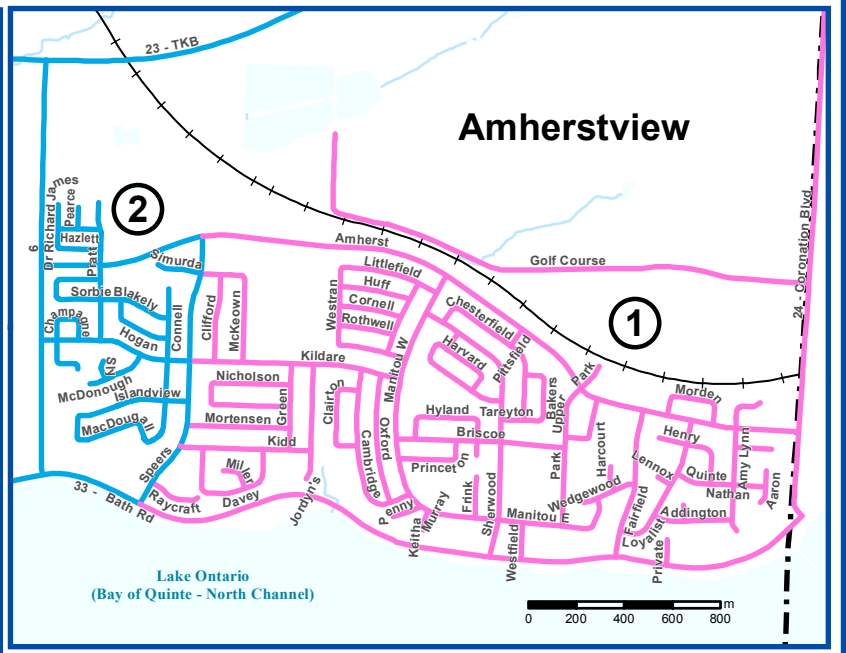 23 - TKB
Amherstview
Dr Richard James
Pearce
2
Hazlett
6
Pratt
Simurda
Amherst
Golf Course
24 - Coronation Blvd
Littlefield
Huff
Cornell
Rothwell
Westran
Sorbie
Blakely
Champagne
Hogan
Connell
Clifford
McKeown
Chesterfield
1
Harvard
Pittsfield
Manitou W
Kildare
Sly
McDonough
Islandview
MacDougall
Nicholson
Green
Mortensen
Kidd
Clairton
Oxford
Cambridge
Hyland
Tareyton
Briscoe
Princeton
Bakers
Upper
Park
Park
Morden
Henry
Harcourt
Lennox
Quinte
Nathan
Amy Lynn
Aaron
Addington
Speers
Miller
Davey
Raycraft
Jordyn's
33 - Bath Rd
Penny
Keitha
Murray
Frink
Sherwood
Manitou E
Wedgewood
Westfield
Fairfield
Loyalist
Private
Lake Ontario
(Bay of Quinte - North Channel)
m
0 200 400 600 800